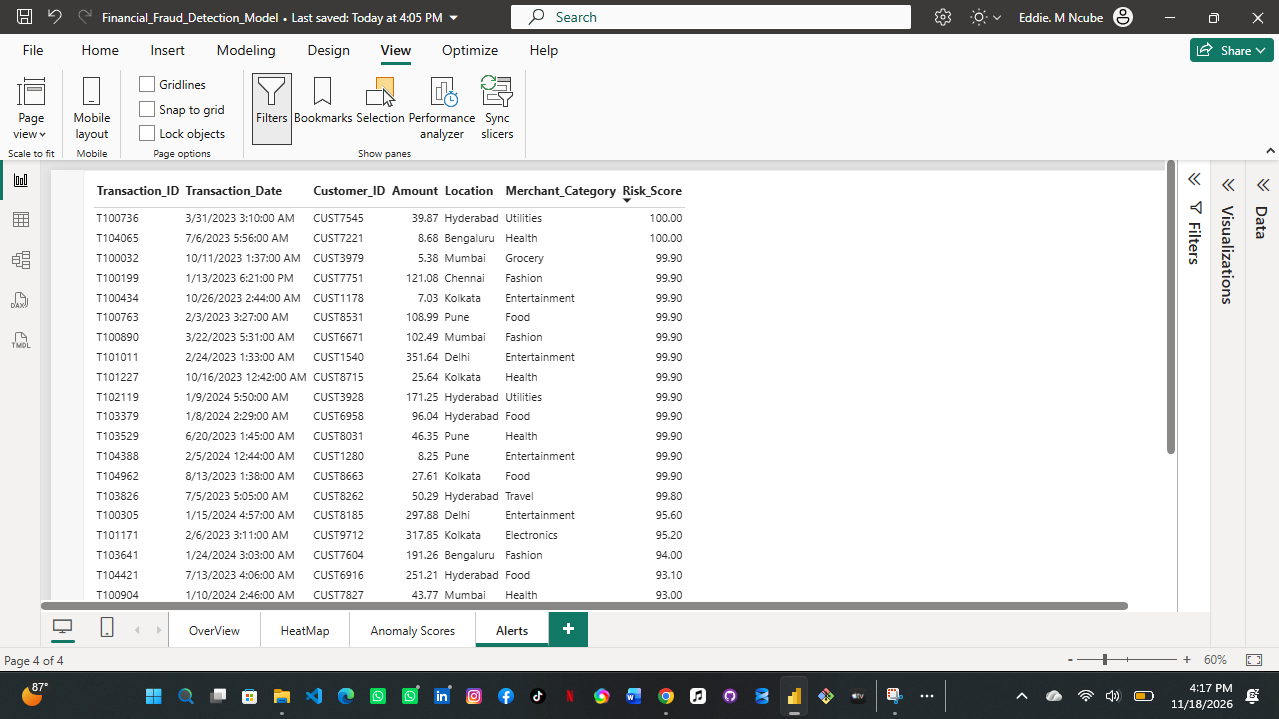 Financial_Fraud_Detection_Model • Last saved: Today at 4:05 PM
Search
Eddie. M Ncube
File Home Insert Modeling Design View Optimize Help
Share
Page view
Mobile layout
Gridlines
Snap to grid
Lock objects
Filters
Bookmarks
Selection
Performance analyzer
Sync slicers
Scale to fit
Mobile
Page options
Show panes
DAX
TMDL
Transaction_ID Transaction_Date Customer_ID Amount Location Merchant_Category Risk_Score
T100736 3/31/2023 3:10:00 AM CUST7545 39.87 Hyderabad Utilities 100.00
T104065 7/6/2023 5:56:00 AM CUST7221 8.68 Bengaluru Health 100.00
T100032 10/11/2023 1:37:00 AM CUST3979 5.38 Mumbai Grocery 99.90
T100199 1/13/2023 6:21:00 PM CUST7751 121.08 Chennai Fashion 99.90
T100434 10/26/2023 2:44:00 AM CUST1178 7.03 Kolkata Entertainment 99.90
T100763 2/3/2023 3:27:00 AM CUST8531 108.99 Pune Food 99.90
T100890 3/22/2023 5:31:00 AM CUST6671 102.49 Mumbai Fashion 99.90
T101011 2/24/2023 1:33:00 AM CUST1540 351.64 Delhi Entertainment 99.90
T101227 10/16/2023 12:42:00 AM CUST8715 25.64 Kolkata Health 99.90
T102119 1/9/2024 5:50:00 AM CUST3928 171.25 Hyderabad Utilities 99.90
T103379 1/8/2024 2:29:00 AM CUST6958 96.04 Hyderabad Food 99.90
T103529 6/20/2023 1:45:00 AM CUST8031 46.35 Pune Health 99.90
T104388 2/5/2024 12:44:00 AM CUST1280 8.25 Pune Entertainment 99.90
T104962 8/13/2023 1:38:00 AM CUST8663 27.61 Kolkata Food 99.90
T103826 7/5/2023 5:05:00 AM CUST8262 50.29 Hyderabad Travel 99.80
T100305 1/15/2024 4:57:00 AM CUST8185 297.88 Delhi Entertainment 95.60
T101171 2/6/2023 3:11:00 AM CUST9712 317.85 Kolkata Electronics 95.20
T103641 1/24/2024 3:03:00 AM CUST7604 191.26 Bengaluru Fashion 94.00
T104421 7/13/2023 4:06:00 AM CUST6916 251.21 Hyderabad Food 93.10
T100904 1/10/2024 2:46:00 AM CUST7827 43.77 Mumbai Health 93.00
Filters
Visualizations
Data
OverView HeatMap Anomaly Scores Alerts +
Page 4 of 4
- + 60%
87°
4:17 PM
11/18/2026